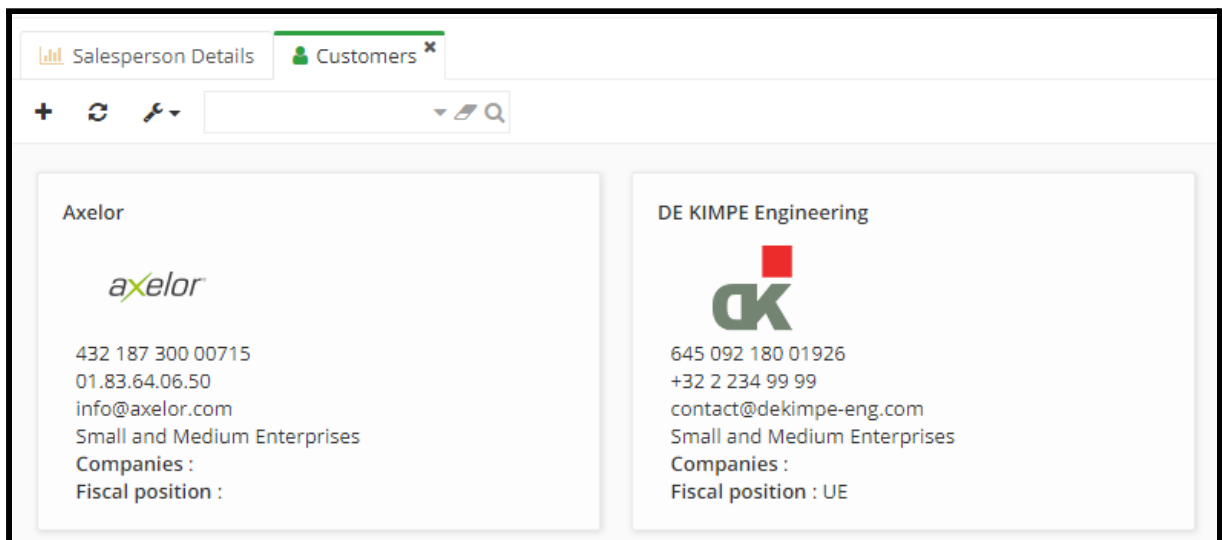 Salesperson Details
Customers
Axelor
axelor
432 187 300 00715
01.83.64.06.50
info@axelor.com
Small and Medium Enterprises
Companies :
Fiscal position :
DE KIMPE Engineering
dK
645 092 180 01926
+32 2 234 99 99
contact@dekimpe-eng.com
Small and Medium Enterprises
Companies :
Fiscal position : UE